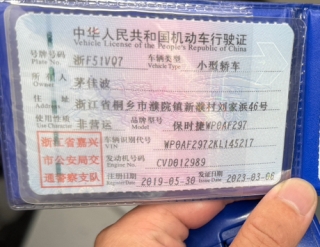 中华人民共和国机动车行驶证
Vehicle License of the People's Republic of China
号牌号码 浙F51V07 车辆类型 小型轿车
Plate No. Vehicle Type
所有人 茅佳波
Owner
住址 浙江省桐乡市濮院镇新濮村刘家浜46号
Address
使用性质 非营运 品牌型号 保时捷WP0AFZ97
Use Character Model
浙江省嘉兴 车辆识别代号 WP0AFZ97ZKL145217
VIN
市公安局交 发动机号码 CVD012989
Engine No.
通警察支队 注册日期 2019-05-30 发证日期 2023-03-06
Register Date Issue Date